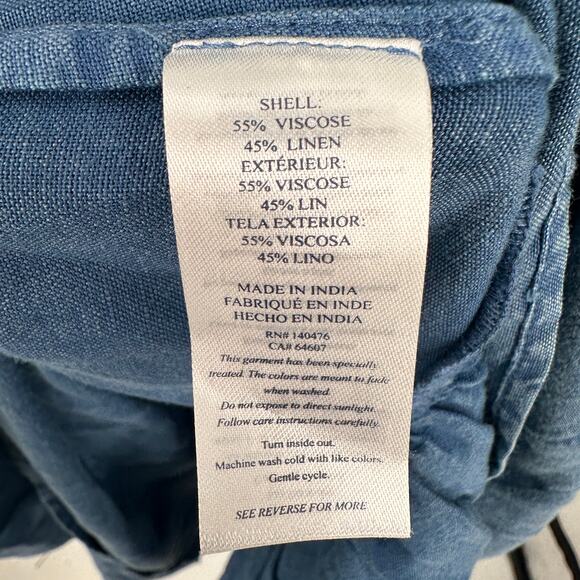 SHELL:
55% VISCOSE
45% LINEN
EXTÉRIEUR:
55% VISCOSE
45% LIN
TELA EXTERIOR:
55% VISCOSA
45% LINO
MADE IN INDIA
FABRIQUÉ EN INDE
HECHO EN INDIA
RN# 140476
CA# 64607
This garment has been specially
treated. The colors are meant to fade
when washed.
Do not expose to direct sunlight.
Follow care instructions carefully.
Turn inside out.
Machine wash cold with like colors.
Gentle cycle.
SEE REVERSE FOR MORE